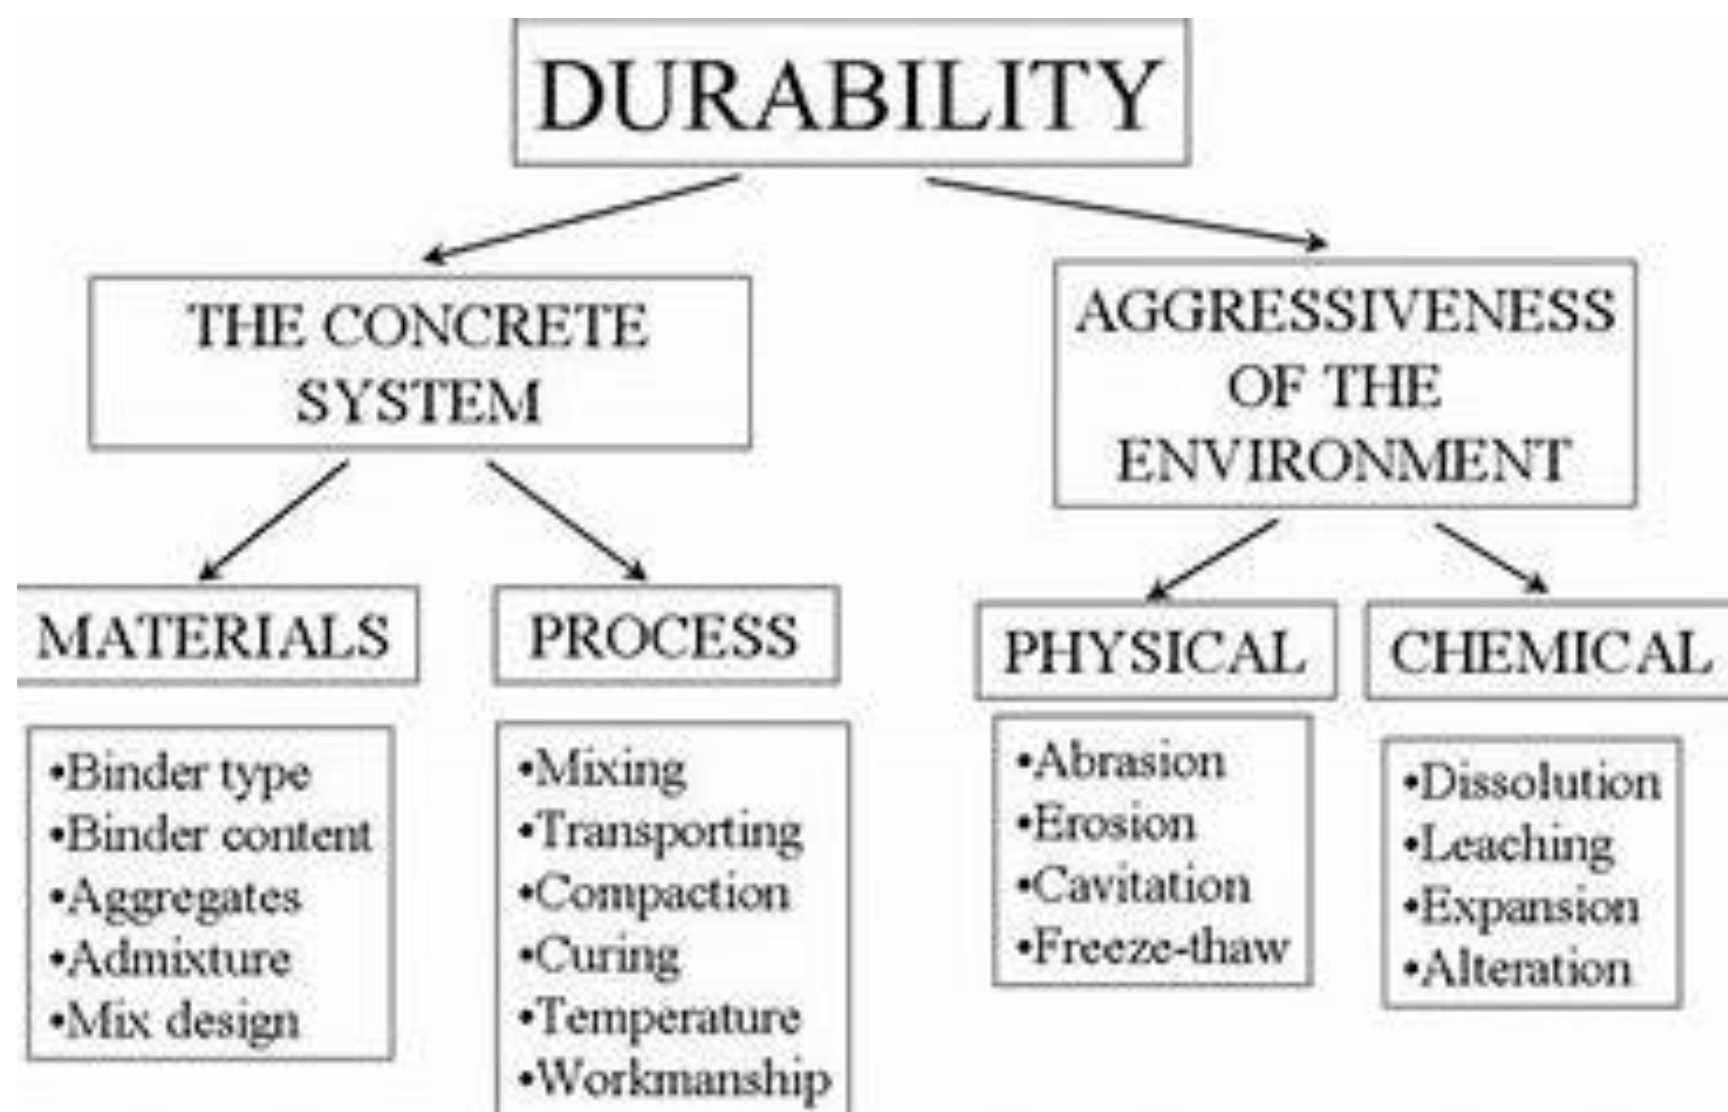 DURABILITY
THE CONCRETE
SYSTEM
AGGRESSIVENESS
OF THE
ENVIRONMENT
MATERIALS
PROCESS
PHYSICAL
CHEMICAL
•Binder type
•Binder content
•Aggregates
•Admixture
•Mix design
•Mixing
•Transporting
•Compaction
•Curing
•Temperature
•Workmanship
•Abrasion
•Erosion
•Cavitation
•Freeze-thaw
•Dissolution
•Leaching
•Expansion
•Alteration